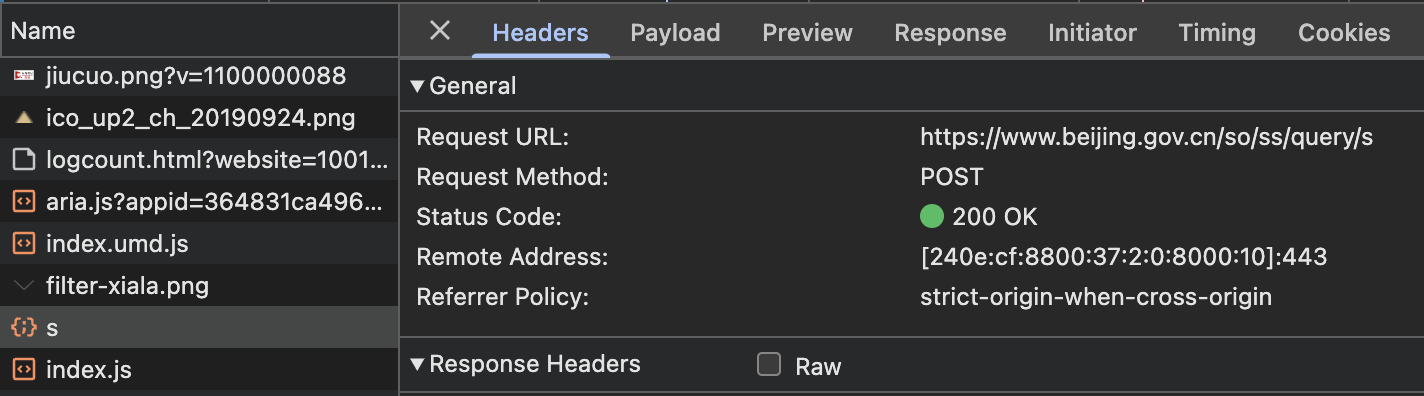 Name
jiucuo.png?v=1100000088
ico_up2_ch_20190924.png
logcount.html?website=1001...
aria.js?appid=364831ca496...
index.umd.js
filter-xiala.png
s
index.js
Headers Payload Preview Response Initiator Timing Cookies
General
Request URL: https://www.beijing.gov.cn/so/ss/query/s
Request Method: POST
Status Code: 200 OK
Remote Address: [240e:cf:8800:37:2:0:8000:10]:443
Referrer Policy: strict-origin-when-cross-origin
Response Headers Raw